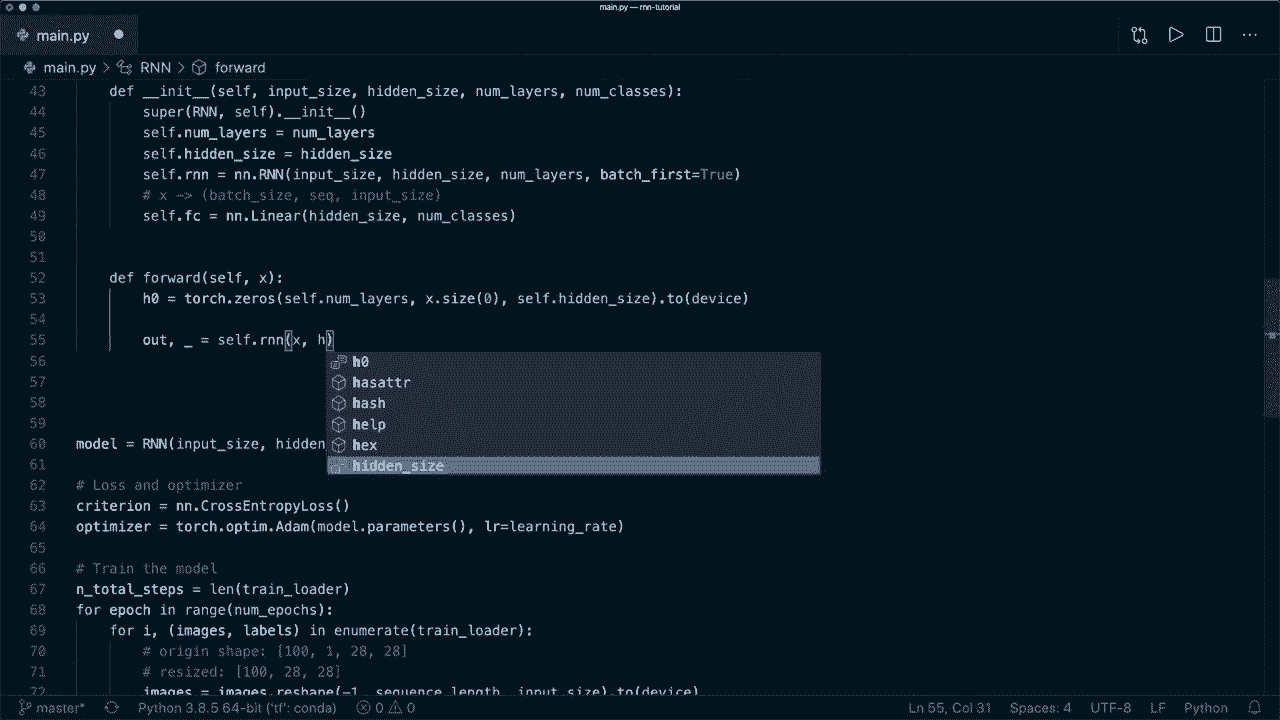 main.py — rnn-tutorial
main.py
main.py > RNN > forward
43 def __init__(self, input_size, hidden_size, num_layers, num_classes):
44 super(RNN, self).__init__()
45 self.num_layers = num_layers
46 self.hidden_size = hidden_size
47 self.rnn = nn.RNN(input_size, hidden_size, num_layers, batch_first=True)
48 # x -> (batch_size, seq, input_size)
49 self.fc = nn.Linear(hidden_size, num_classes)
50
51
52 def forward(self, x):
53 h0 = torch.zeros(self.num_layers, x.size(0), self.hidden_size).to(device)
54
55 out, _ = self.rnn(x, h)
56 h0
57 hasattr
58 hash
59 help
60 model = RNN(input_size, hidden hex
61 hidden_size
62 # Loss and optimizer
63 criterion = nn.CrossEntropyLoss()
64 optimizer = torch.optim.Adam(model.parameters(), lr=learning_rate)
65
66 # Train the model
67 n_total_steps = len(train_loader)
68 for epoch in range(num_epochs):
69 for i, (images, labels) in enumerate(train_loader):
70 # origin shape: [100, 1, 28, 28]
71 # resized: [100, 28, 28]
72 images = images.reshape(-1, sequence_length, input_size).to(device)
master* Python 3.8.5 64-bit ('tf': conda) 0 0 Ln 55, Col 31 Spaces: 4 UTF-8 LF Python